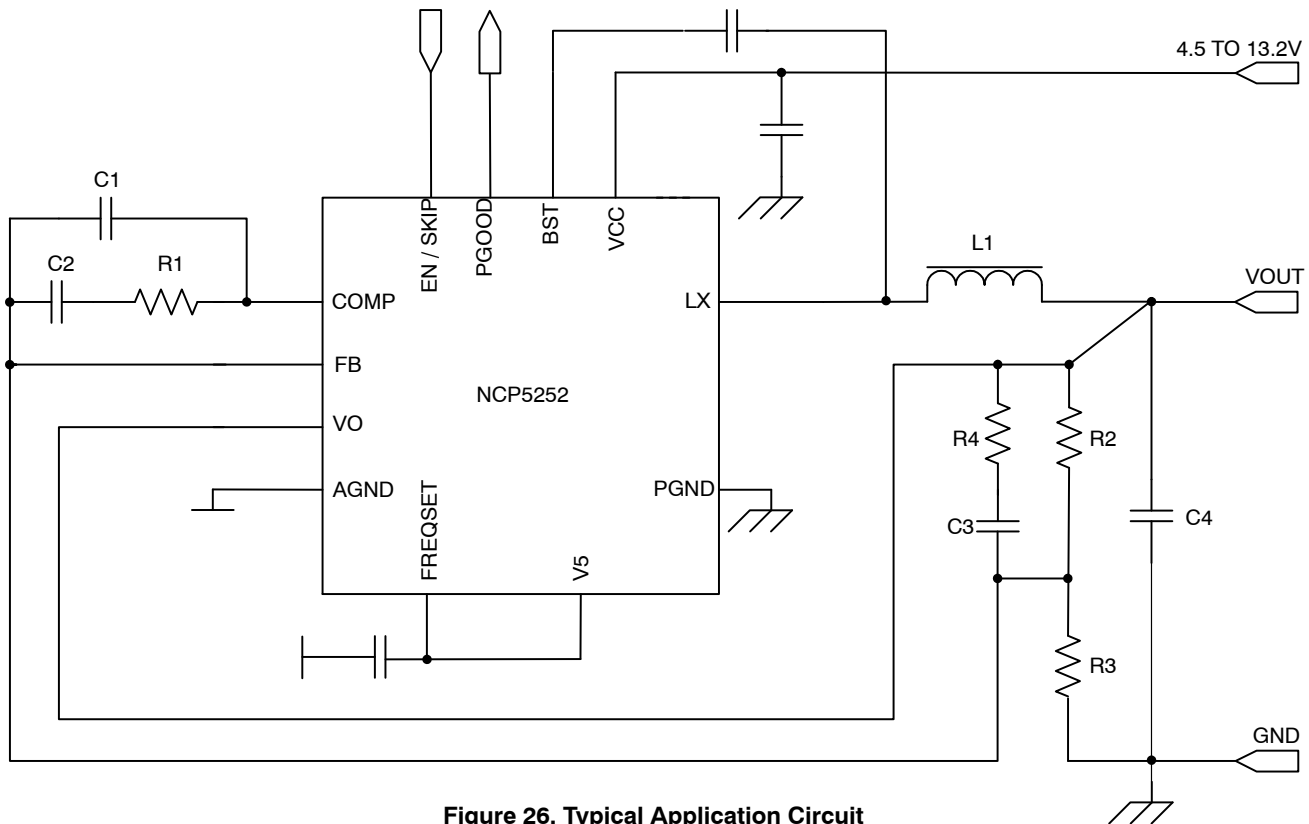 4.5 TO 13.2V
C1
EN / SKIP
PGOOD
BST
VCC
L1
C2
R1
VOUT
COMP
LX
FB
NCP5252
VO
R4
R2
AGND
FREQSET
PGND
C3
C4
V5
R3
GND
Figure 26. Typical Application Circuit